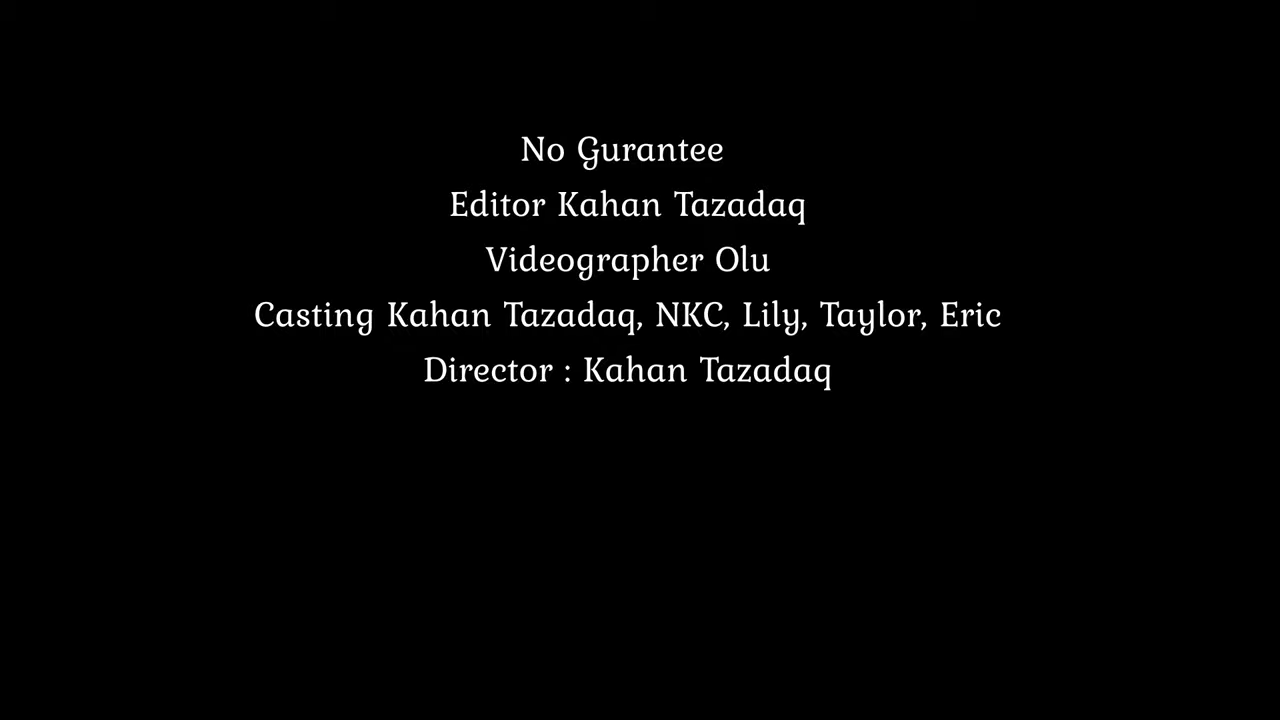 No Gurantee
Editor Kahan Tazadaq
Videographer Olu
Casting Kahan Tazadaq, NKC, Lily, Taylor, Eric
Director : Kahan Tazadaq